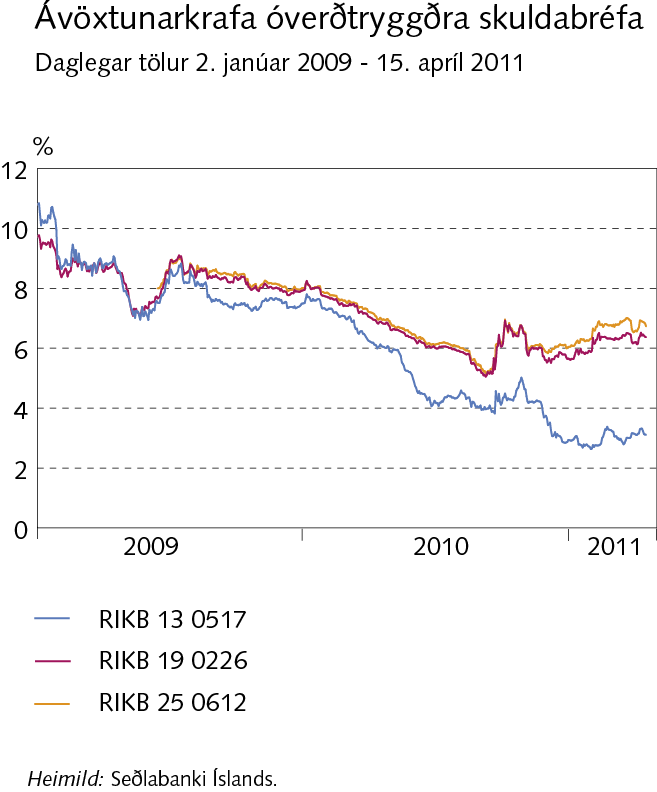 Ávöxtunarkrafa óverðtryggðra skuldabréfa
Daglegar tölur 2. janúar 2009 - 15. apríl 2011
%
12
10
8
6
4
2
0
2009 2010 2011
RIKB 13 0517
RIKB 19 0226
RIKB 25 0612
Heimild: Seðlabanki Íslands.